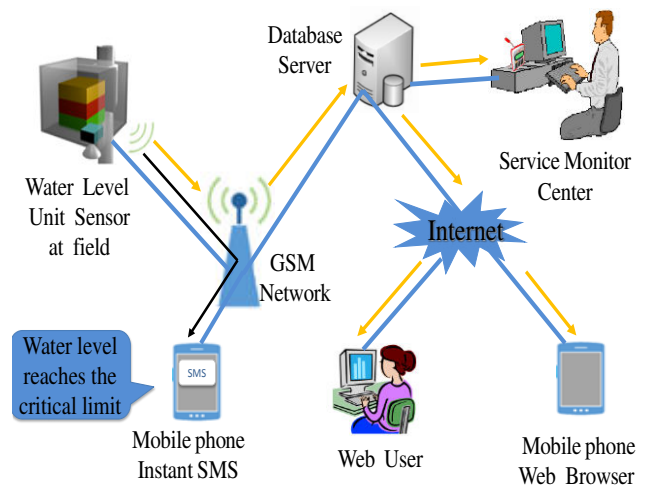 Database
Server
Water Level
Unit Sensor
at field
Service Monitor
Center
GSM
Network
Internet
Water level
reaches the
critical limit
SMS
Mobile phone
Instant SMS
Web User
Mobile phone
Web Browser